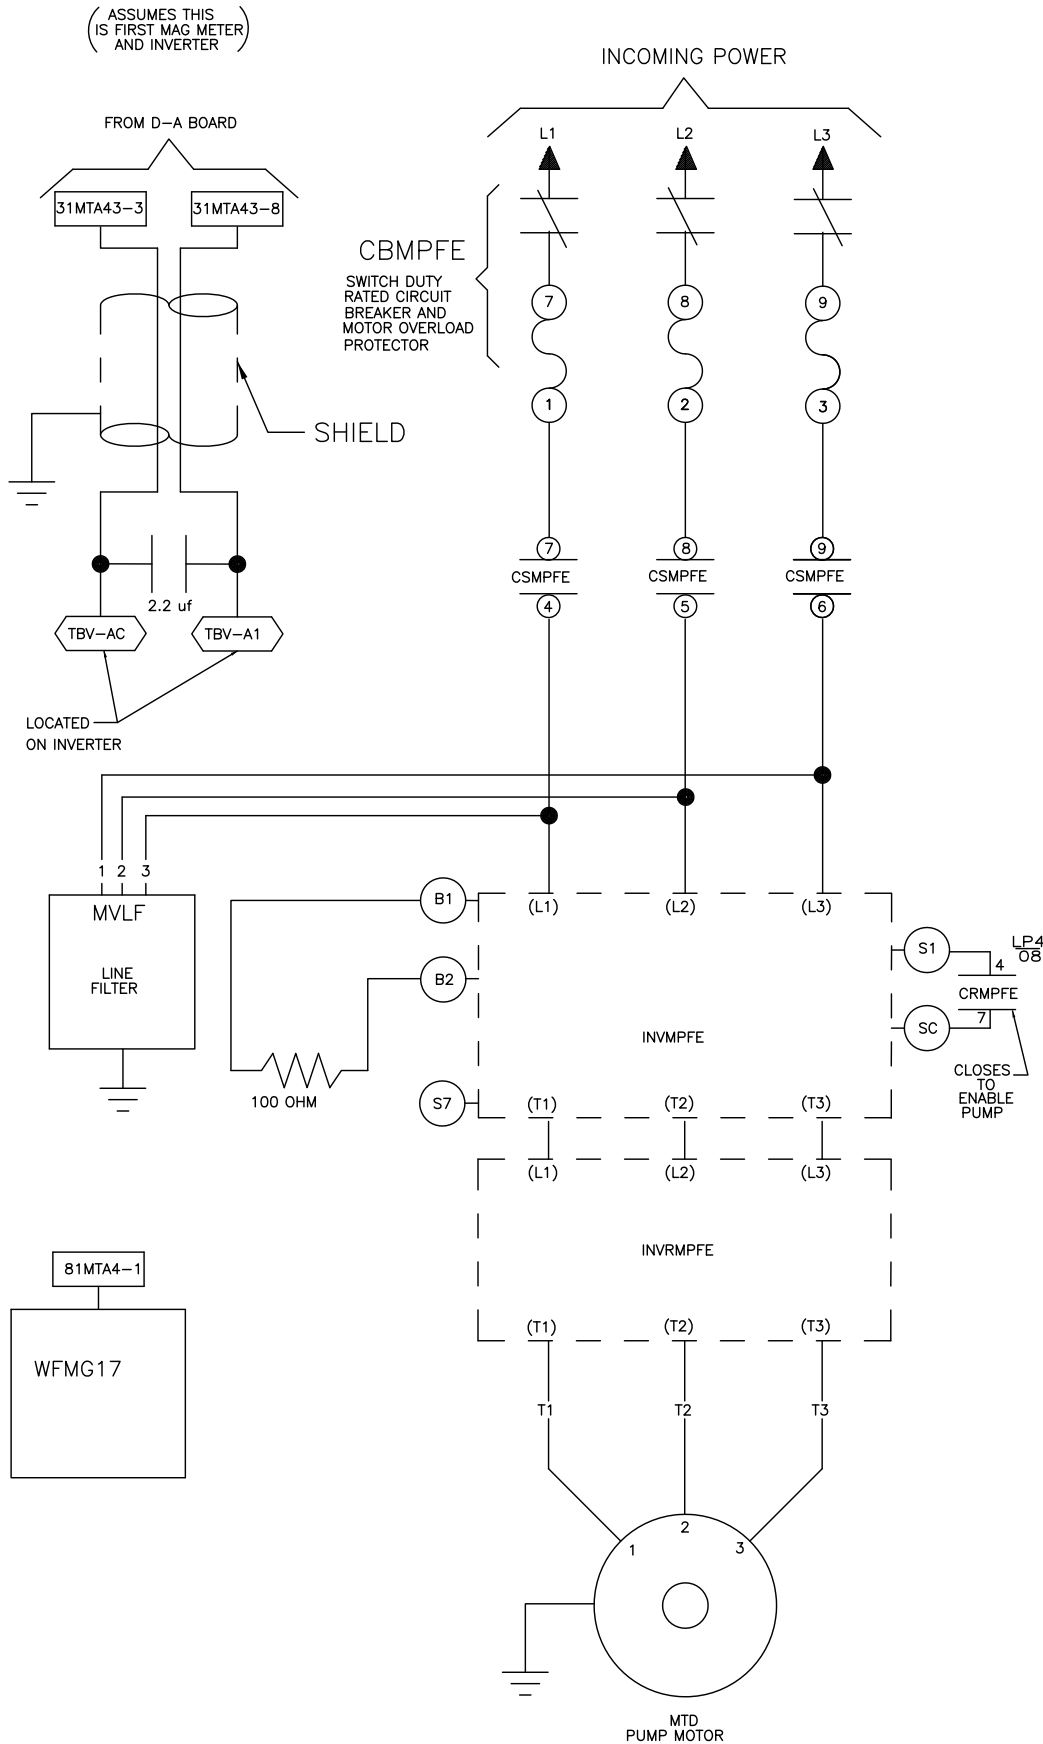 ASSUMES THIS
IS FIRST MAG METER
AND INVERTER
INCOMING POWER
FROM D-A BOARD
L1
L2
L3
31MTA43-3
31MTA43-8
CBMPFE
SWITCH DUTY
RATED CIRCUIT
BREAKER AND
MOTOR OVERLOAD
PROTECTOR
7
8
9
1
2
3
SHIELD
7
8
9
CSMPFE
CSMPFE
CSMPFE
4
5
6
2.2 uf
TBV-AC
TBV-A1
LOCATED
ON INVERTER
1
2
3
MVLF
LINE
FILTER
B1
(L1)
(L2)
(L3)
B2
S1
LP4
08
4
CRMPFE
7
SC
INVMPFE
CLOSES
TO
ENABLE
PUMP
100 OHM
S7
(T1)
(T2)
(T3)
(L1)
(L2)
(L3)
INVRMPFE
81MTA4-1
WFMG17
(T1)
(T2)
(T3)
T1
T2
T3
1
2
3
MTD
PUMP MOTOR